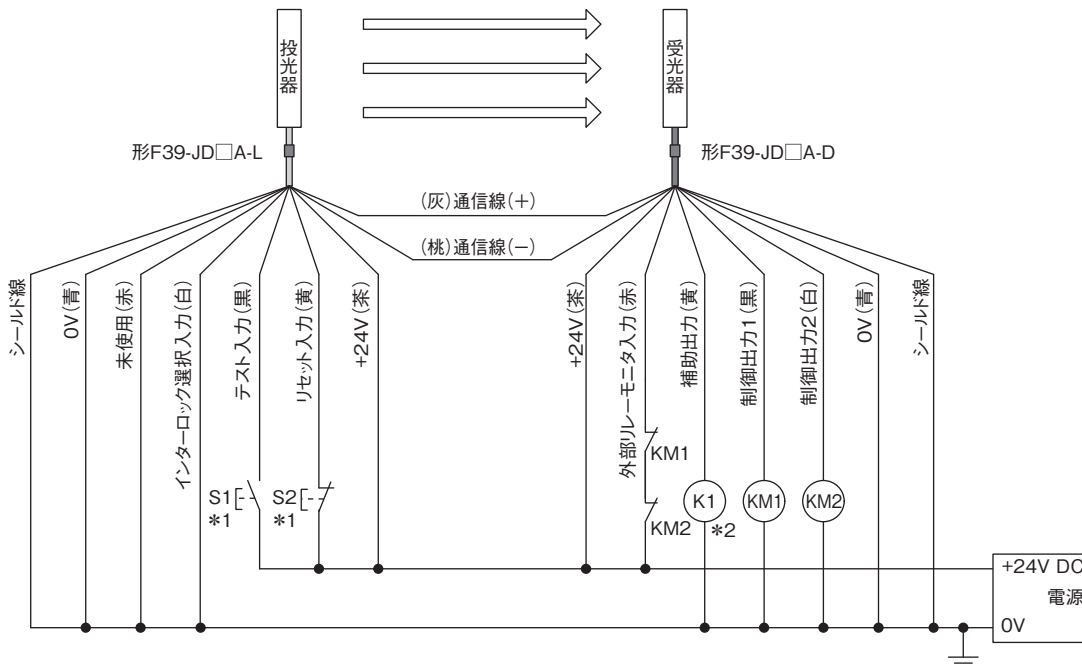 投光器
受光器
形F39-JD□A-L
形F39-JD□A-D
(灰)通信線(+)
(桃)通信線(−)
シールド線
0V(青)
未使用(赤)
インターロック選択入力(白)
テスト入力(黒)
リセット入力(黄)
+24V(茶)
+24V(茶)
外部リレーモニタ入力(赤)
補助出力(黄)
制御出力1(黒)
制御出力2(白)
0V(青)
シールド線
KM1
S1
*1
S2
*1
KM2
K1
*2
KM1
KM2
+24V DC
電源
0V